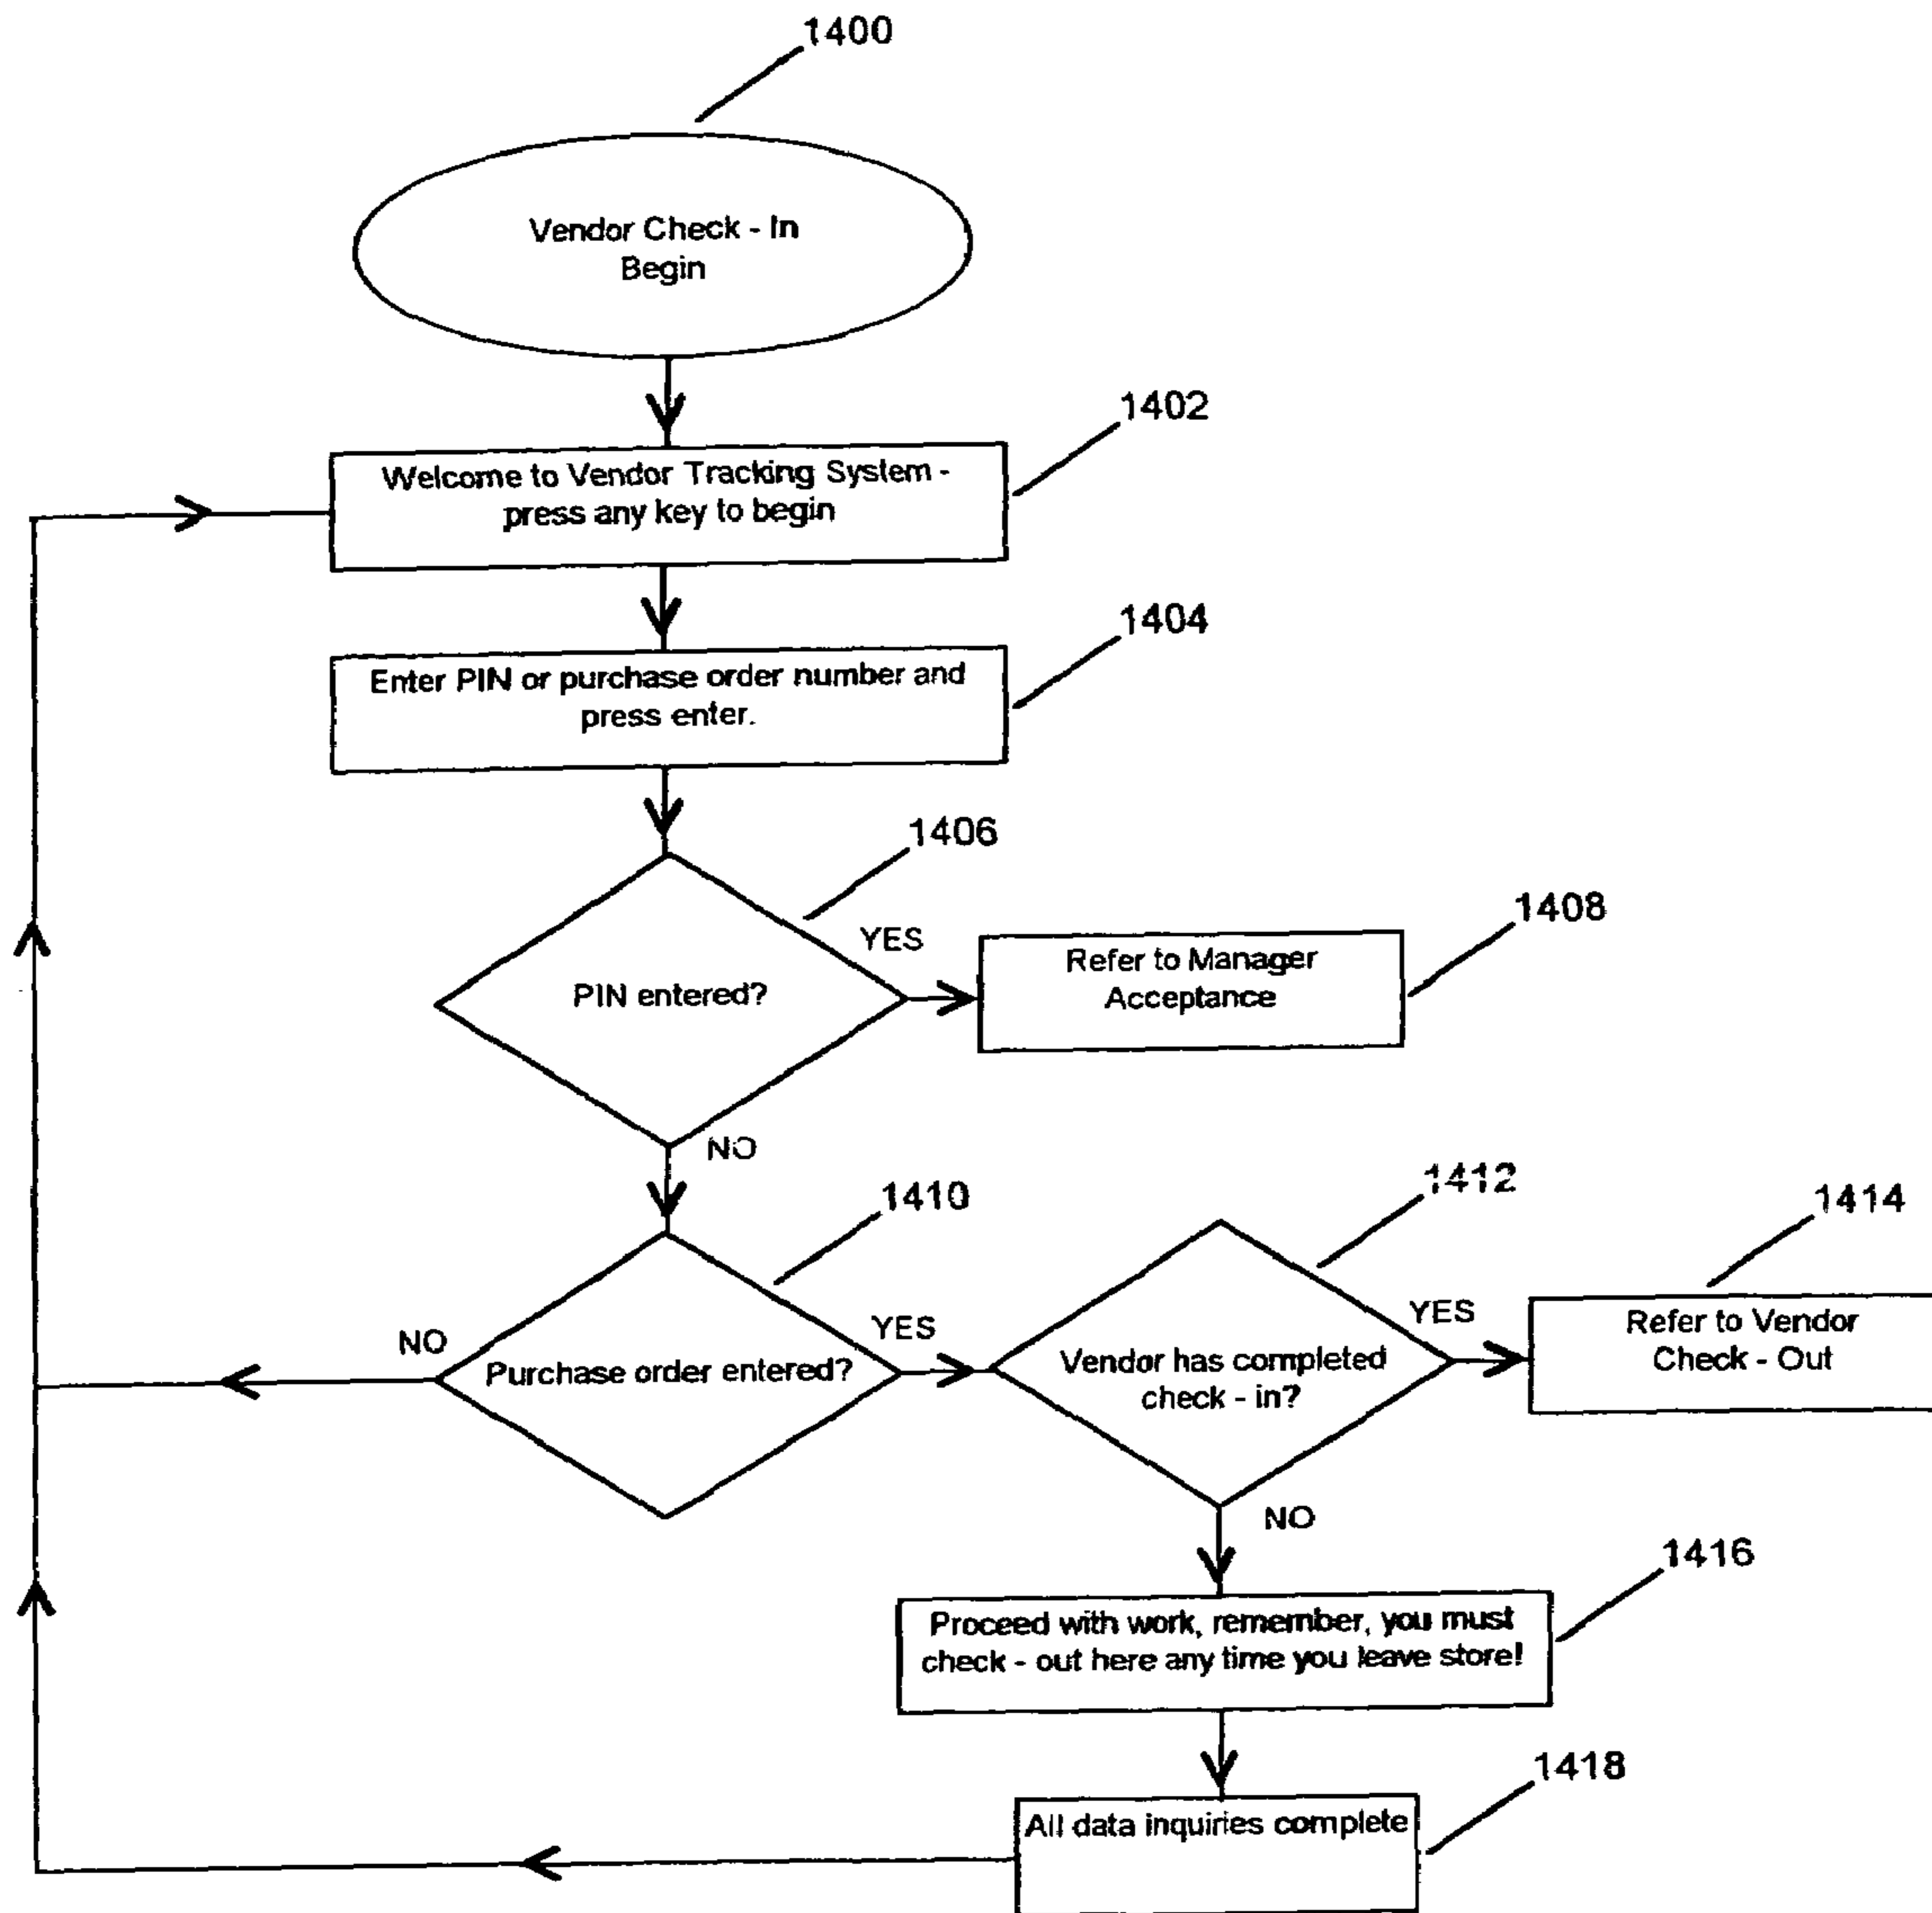 1400
Vendor Check - In
Begin
1402
Welcome to Vendor Tracking System -
press any key to begin
1404
Enter PIN or purchase order number and
press enter.
1406
PIN entered?
YES
1408
Refer to Manager
Acceptance
NO
1410
Purchase order entered?
NO
YES
1412
Vendor has completed
check - in?
YES
1414
Refer to Vendor
Check - Out
NO
1416
Proceed with work, remember, you must
check - out here any time you leave store!
1418
All data inquiries complete